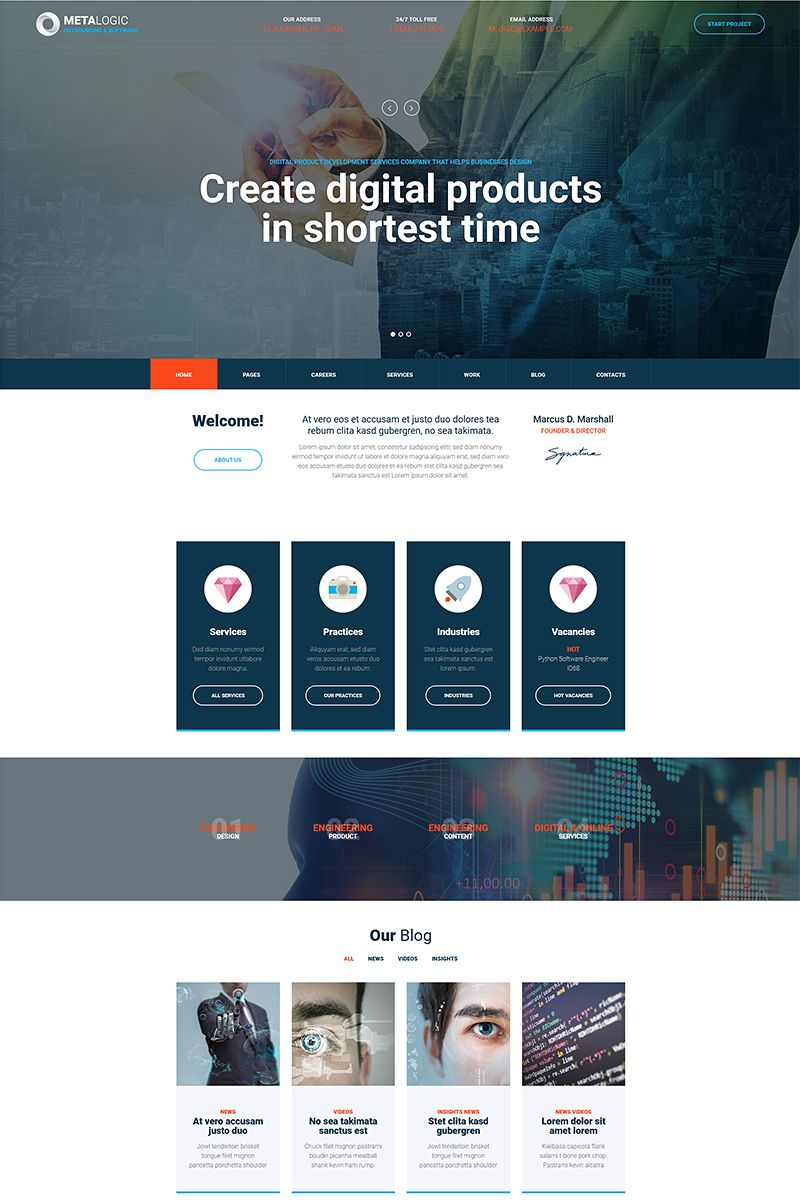 METALOGIC
OUTSOURCING & SOFTWARE
OUR ADDRESS
24/7 TOLL FREE
EMAIL ADDRESS
START PROJECT
DIGITAL PRODUCT DEVELOPMENT SERVICES COMPANY THAT HELPS BUSINESSES DESIGN
Create digital products
in shortest time
HOME
PAGES
CAREERS
SERVICES
WORK
BLOG
CONTACTS
Welcome!
ABOUT US
At vero eos et accusam et justo duo dolores tea
rebum clita kasd gubergren, no sea takimata.
Lorem ipsum dolor sit amet, consetetur sadipscing elitr, sed diam nonumy
eirmod tempor invidunt ut labore et dolore magna aliquyam erat, sed diam vero
eos accusam etusto duo dolores et ea rebum stet clita kasd gubergren, no sea
takimata sanctus est Lorem ipsum dolor sit amet.
Marcus D. Marshall
FOUNDER & DIRECTOR
Signature
Services
Ded diam nonumy eirmod
tempor invidunt utlabore
dolore magna.
ALL SERVICES
Practices
Aliquyam erat, sed diam
veros accusam etusto duo
dolores et ea rebum.
OUR PRACTICES
Industries
Stet clita kasd gubergren
sea takimata sanctus est
lorem ipsum.
INDUSTRIES
Vacancies
HOT
Python Software Engineer
ID68
HOT VACANCIES
01
DESIGN
02
ENGINEERING
PRODUCT
03
ENGINEERING
CONTENT
04
DIGITAL & ONLINE
SERVICES
+11,00.00
Our Blog
ALL
NEWS
VIDEOS
INSIGHTS
NEWS
At vero accusam
justo duo
Jowl tenderloin brisket
tongue filet mignon
pancetta porchetta shoulder
VIDEOS
No sea takimata
sanctus est
Chuck filet mignon pastrami
boudin picanha meatball
shank kevin ham rump.
INSIGHTS NEWS
Stet clita kasd
gubergren
Jowl tenderloin brisket
tongue filet mignon
pancetta porchetta shoulder
NEWS VIDEOS
Lorem dolor sit
amet lorem
Kielbasa capicola flank
salami t-bone pork chop.
Pastrami kevin alcatra